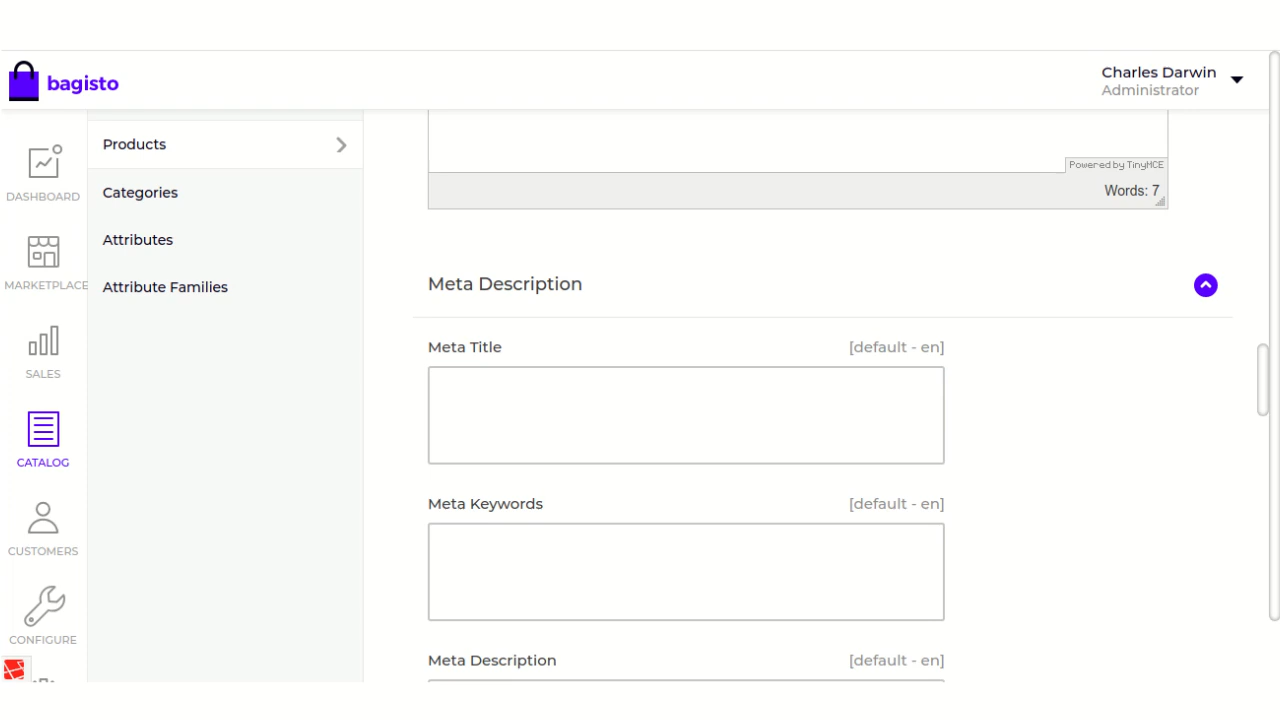 bagisto
Charles Darwin
Administrator
DASHBOARD
MARKETPLACE
SALES
CATALOG
CUSTOMERS
CONFIGURE
Products
Categories
Attributes
Attribute Families
Powered by TinyMCE
Words: 7
Meta Description
Meta Title [default - en]
Meta Keywords [default - en]
Meta Description [default - en]